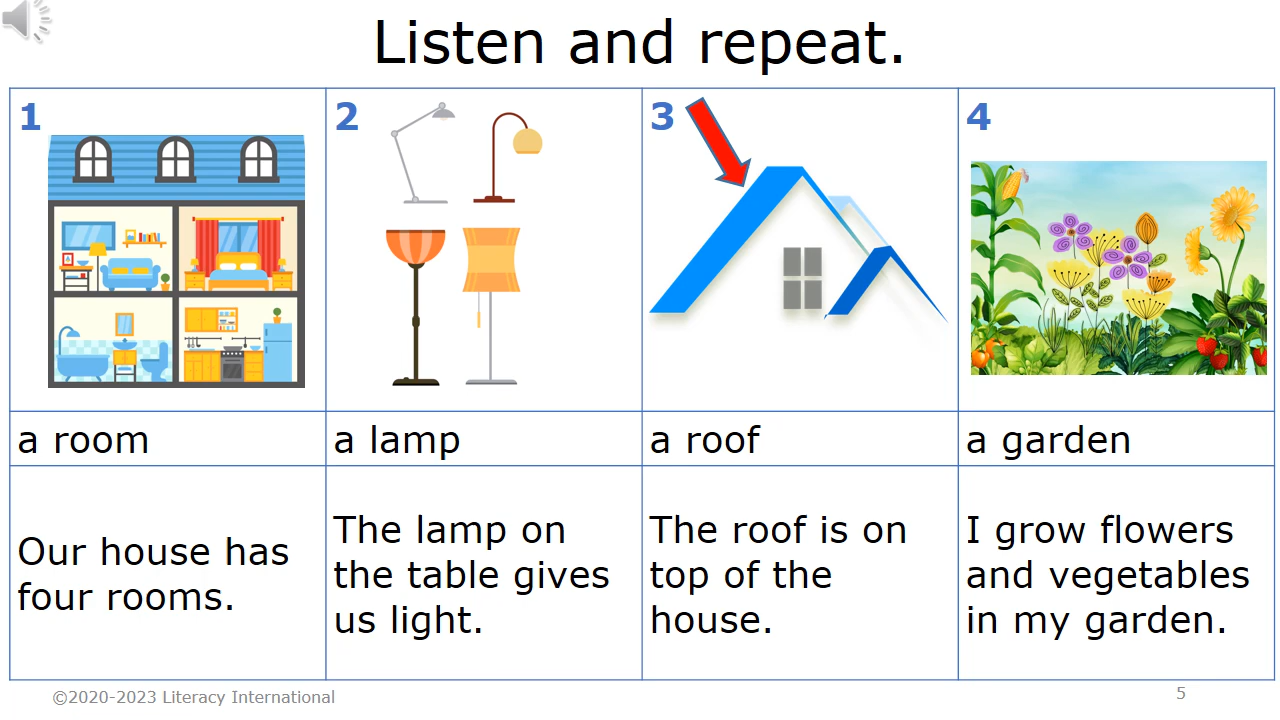 Listen and repeat.
1
2
3
4
a room
a lamp
a roof
a garden
Our house has
four rooms.
The lamp on
the table gives
us light.
The roof is on
top of the
house.
I grow flowers
and vegetables
in my garden.
©2020-2023 Literacy International
5